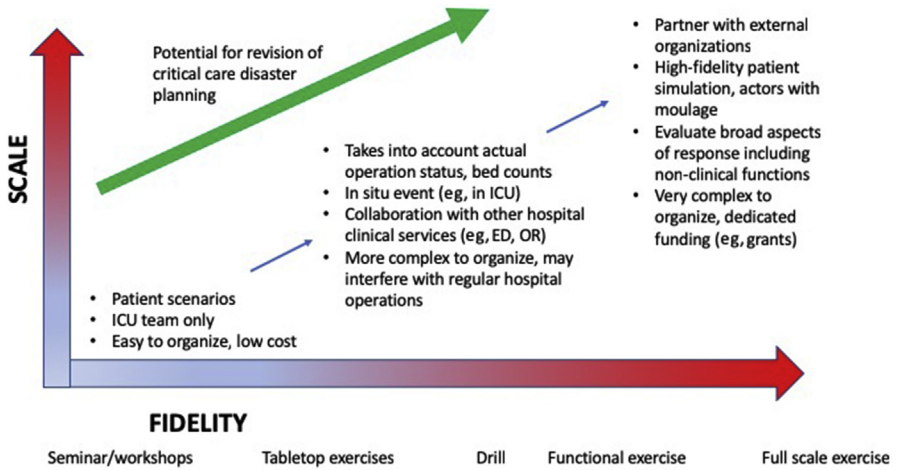 Potential for revision of
critical care disaster
planning
SCALE
• Partner with external
organizations
• High-fidelity patient
simulation, actors with
moulage
• Evaluate broad aspects
of response including
non-clinical functions
• Very complex to
organize, dedicated
funding (eg, grants)
• Takes into account actual
operation status, bed counts
• In situ event (eg, in ICU)
• Collaboration with other hospital
clinical services (eg, ED, OR)
• More complex to organize, may
interfere with regular hospital
operations
• Patient scenarios
• ICU team only
• Easy to organize, low cost
FIDELITY
Seminar/workshops Tabletop exercises Drill Functional exercise Full scale exercise